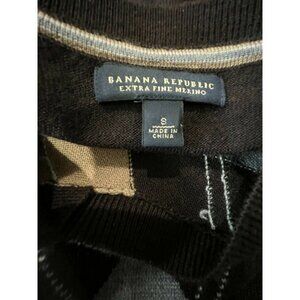 BANANA REPUBLIC
EXTRA FINE MERINO
S
MADE IN
CHINA